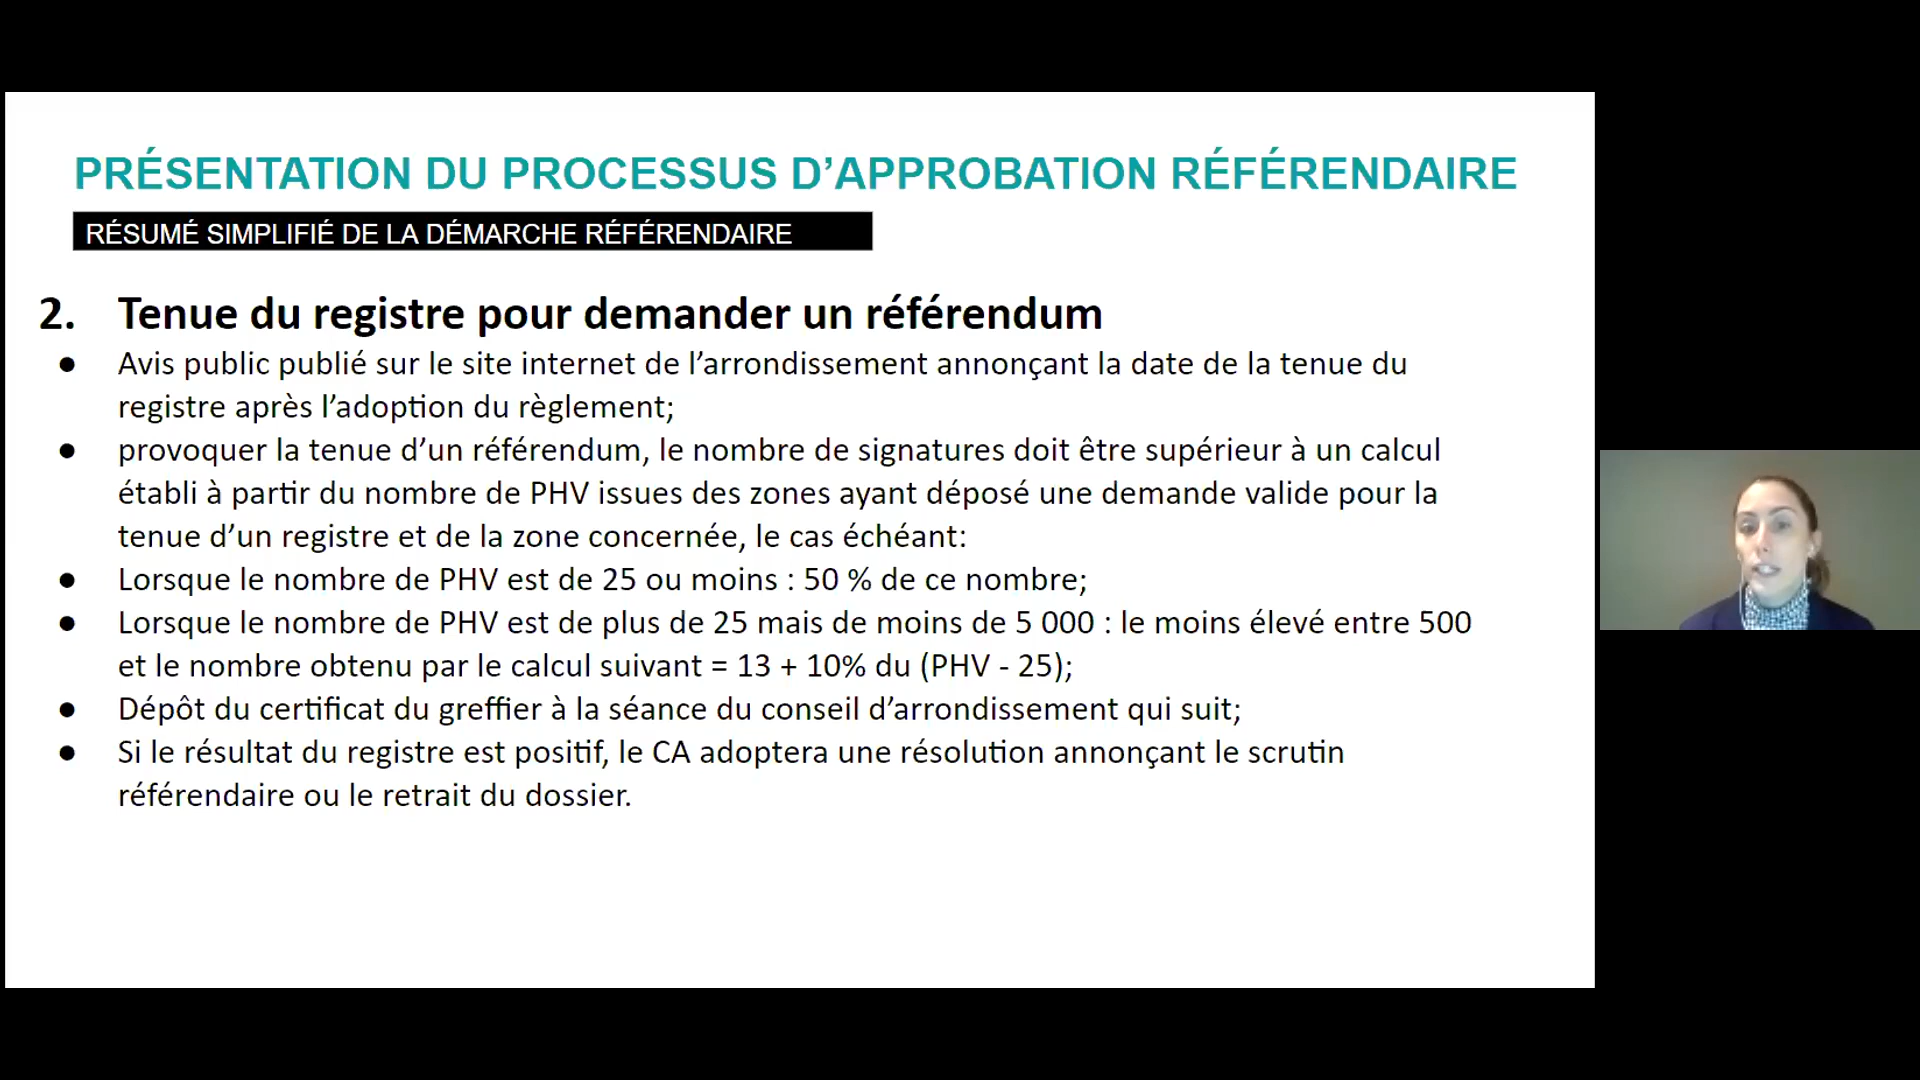 PRÉSENTATION DU PROCESSUS D’APPROBATION RÉFÉRENDAIRE
RÉSUMÉ SIMPLIFIÉ DE LA DÉMARCHE RÉFÉRENDAIRE
2. Tenue du registre pour demander un référendum
● Avis public publié sur le site internet de l’arrondissement annonçant la date de la tenue du
registre après l’adoption du règlement;
● provoquer la tenue d’un référendum, le nombre de signatures doit être supérieur à un calcul
établi à partir du nombre de PHV issues des zones ayant déposé une demande valide pour la
tenue d’un registre et de la zone concernée, le cas échéant:
● Lorsque le nombre de PHV est de 25 ou moins : 50 % de ce nombre;
● Lorsque le nombre de PHV est de plus de 25 mais de moins de 5 000 : le moins élevé entre 500
et le nombre obtenu par le calcul suivant = 13 + 10% du (PHV - 25);
● Dépôt du certificat du greffier à la séance du conseil d’arrondissement qui suit;
● Si le résultat du registre est positif, le CA adoptera une résolution annonçant le scrutin
référendaire ou le retrait du dossier.